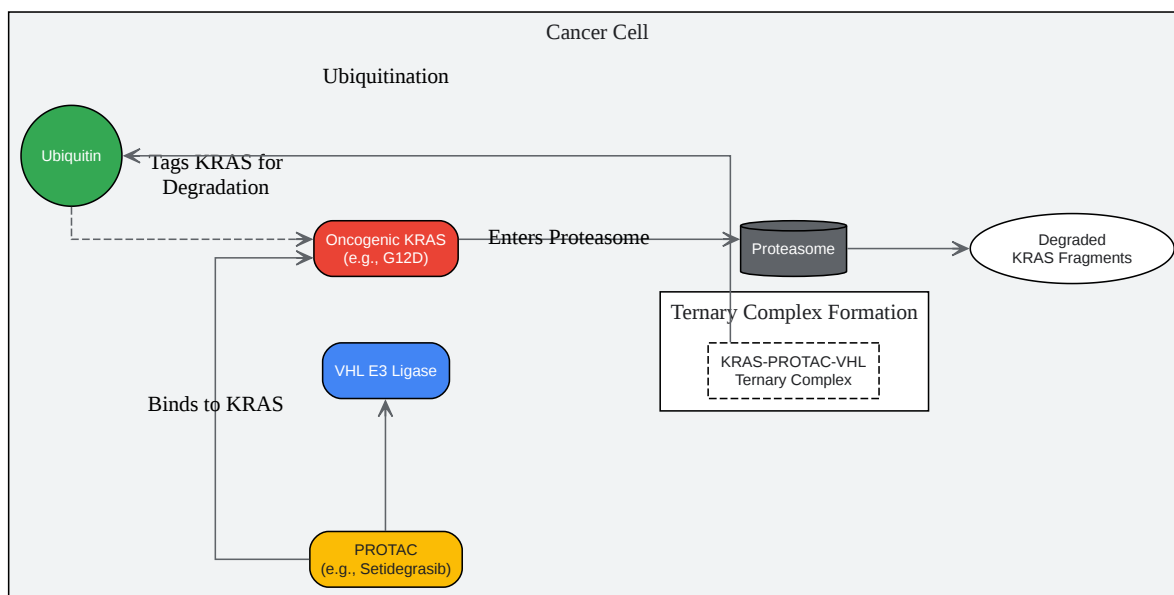 Cancer Cell
Ubiquitination
Ubiquitin
Tags KRAS for
Degradation
Oncogenic KRAS
(e.g., G12D)
Enters Proteasome
Proteasome
Degraded
KRAS Fragments
Ternary Complex Formation
KRAS-PROTAC-VHL
Ternary Complex
VHL E3 Ligase
Binds to KRAS
PROTAC
(e.g., Setidegrasib)